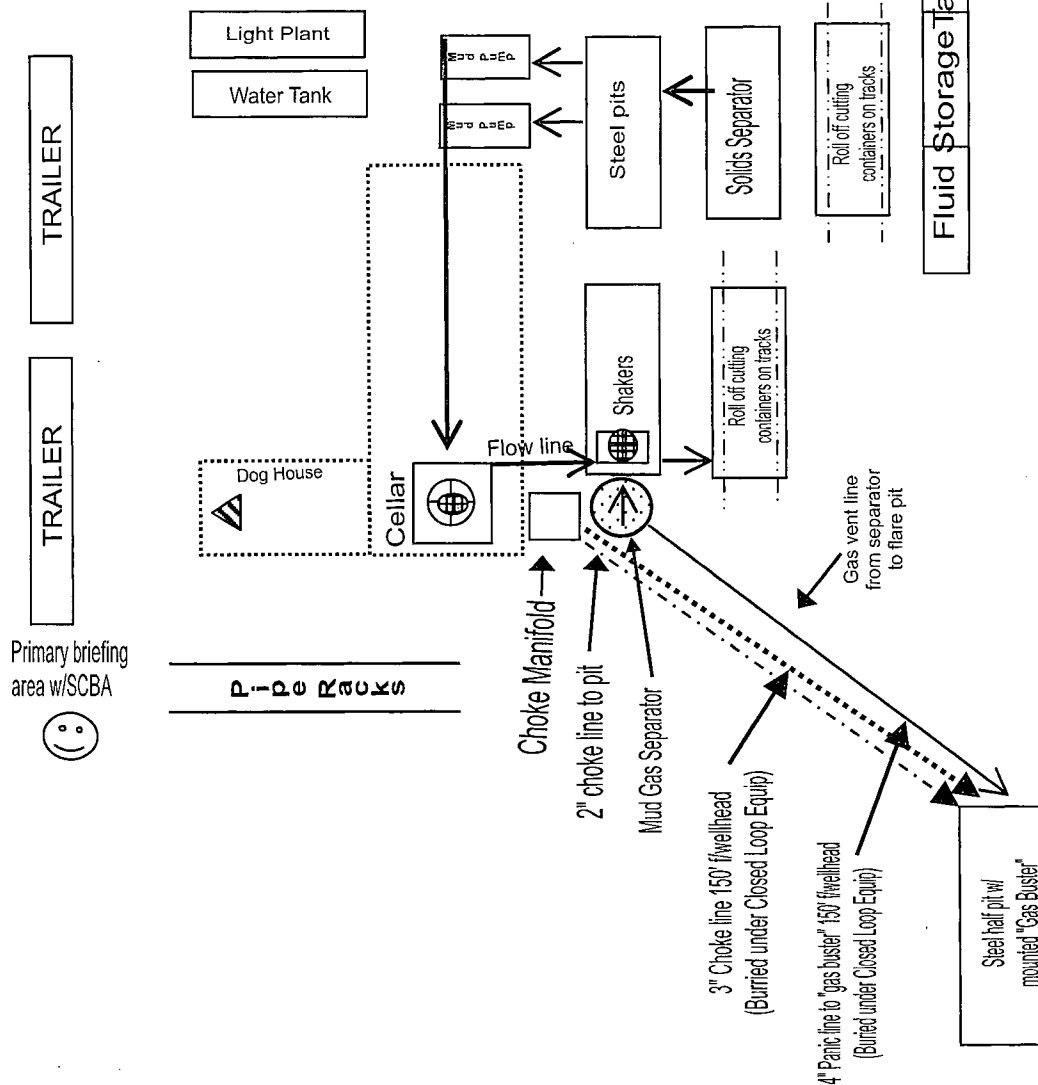 Light Plant
Water Tank
TRAILER
TRAILER
Mud Pump
Mud Pump
Steel pits
Solids Separator
Roll off cutting
containers on tracks
Fluid Storage Ta
Dog House
Cellar
Flow line
Shakers
Roll off cutting
containers on tracks
Primary briefing
area w/SCBA
Pipe Racks
Choke Manifold
2" choke line to pit
Mud Gas Separator
Gas vent line
from separator
to flare pit
3" Choke line 150' f/wellhead
(Burried under Closed Loop Equip)
4" Panic line to "gas buster" 150' f/wellhead
(Buried under Closed Loop Equip)
Steel half pit w/
mounted "Gas Buster"